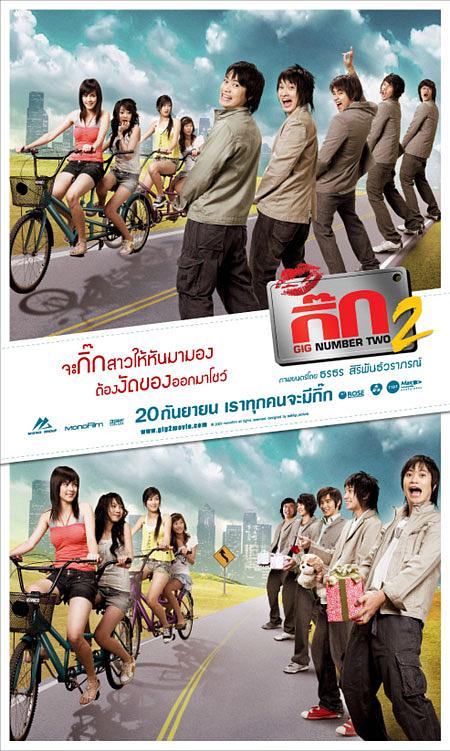 กิ๊ก 2
GIG NUMBER TWO
จะกิ๊กสาวให้หันมามอง
ต้องงัดของออกมาโชว์
ภาพยนตร์โดย ธิรธร สิริพันธ์วราภรณ์
20 กันยายน เราทุกคนจะมีกิ๊ก
MONO GROUP
MONOFILM
www.gig2movie.com
ROSE